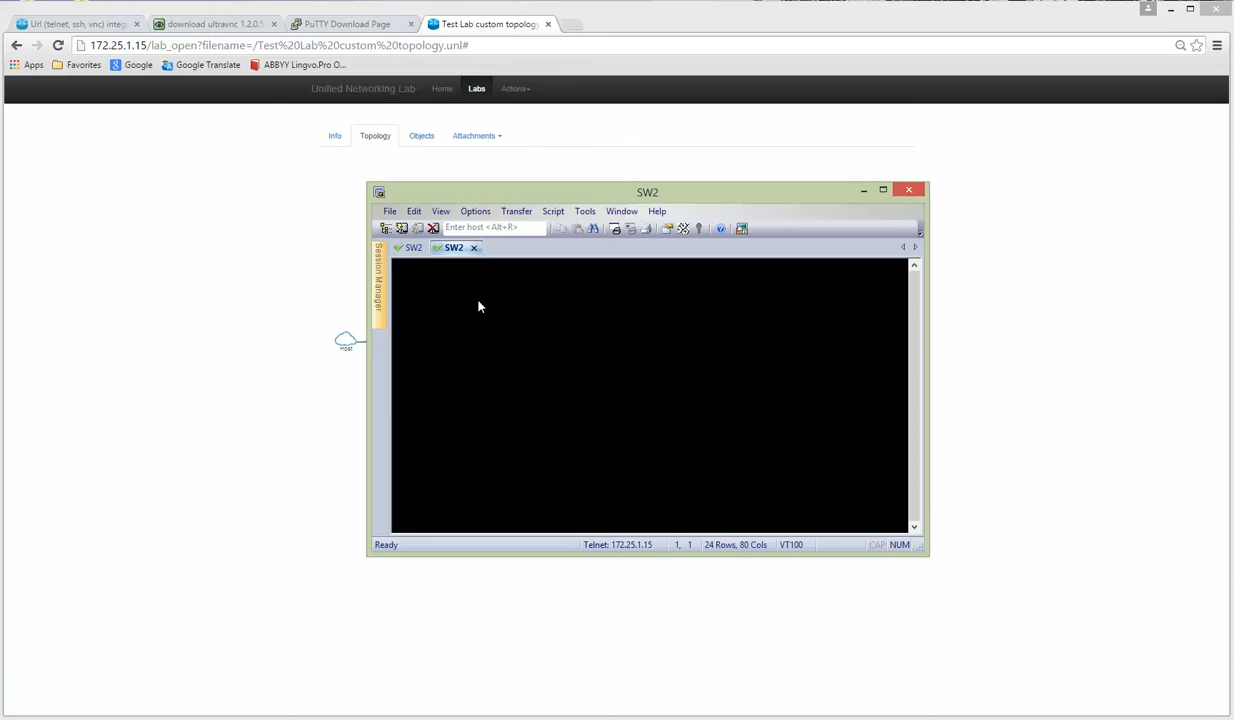 Url (telnet, ssh, vnc) integ
download ultravnc 1.2.0.5
PuTTY Download Page
Test Lab custom topology
172.25.1.15/lab_open?filename=/Test%20Lab%20custom%20topology.unl#
Apps Favorites Google Google Translate ABBYY Lingvo.Pro O...
Unified Networking Lab Home Labs Actions
Info Topology Objects Attachments
SW2
File Edit View Options Transfer Script Tools Window Help
Enter host <Alt+R>
SW2 SW2
Session Manager
Host
Ready Telnet: 172.25.1.15 1, 1 24 Rows, 80 Cols VT100 CAP NUM